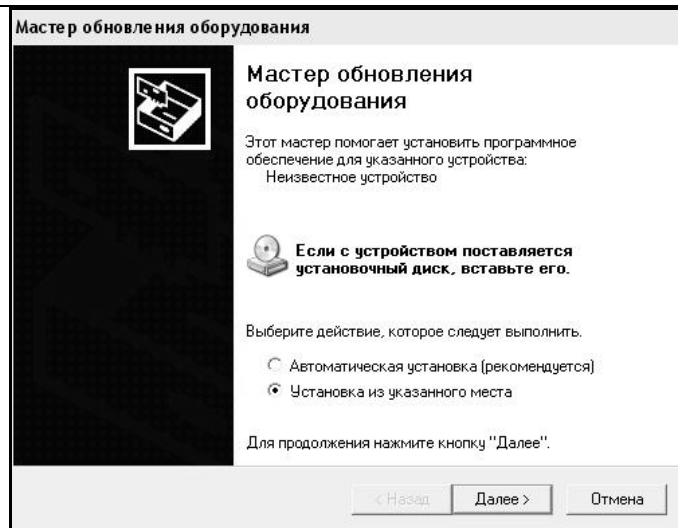 Мастер обновления оборудования
Мастер обновления
оборудования
Этот мастер помогает установить программное
обеспечение для указанного устройства:
Неизвестное устройство
Если с устройством поставляется
установочный диск, вставьте его.
Выберите действие, которое следует выполнить.
Автоматическая установка (рекомендуется)
Установка из указанного места
Для продолжения нажмите кнопку "Далее".
< Назад
Далее >
Отмена